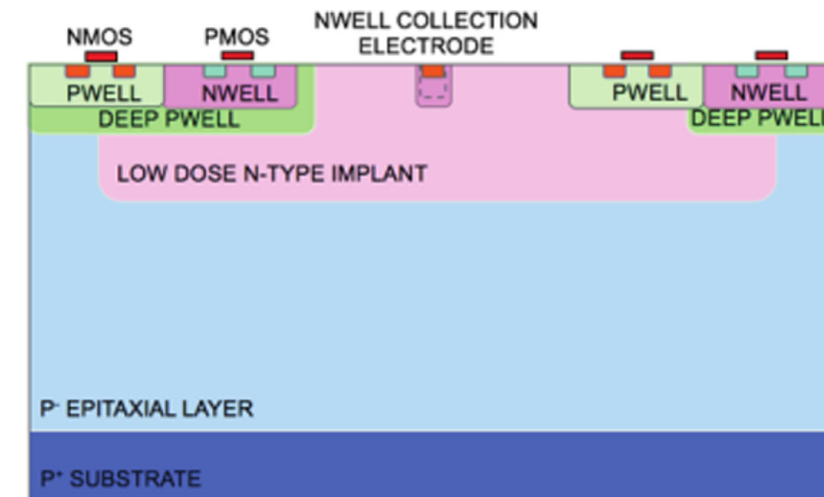 NMOS
PMOS
NWELL COLLECTION
ELECTRODE
PWELL
NWELL
PWELL
NWELL
DEEP PWELL
DEEP PWELL
LOW DOSE N-TYPE IMPLANT
P- EPITAXIAL LAYER
P+ SUBSTRATE